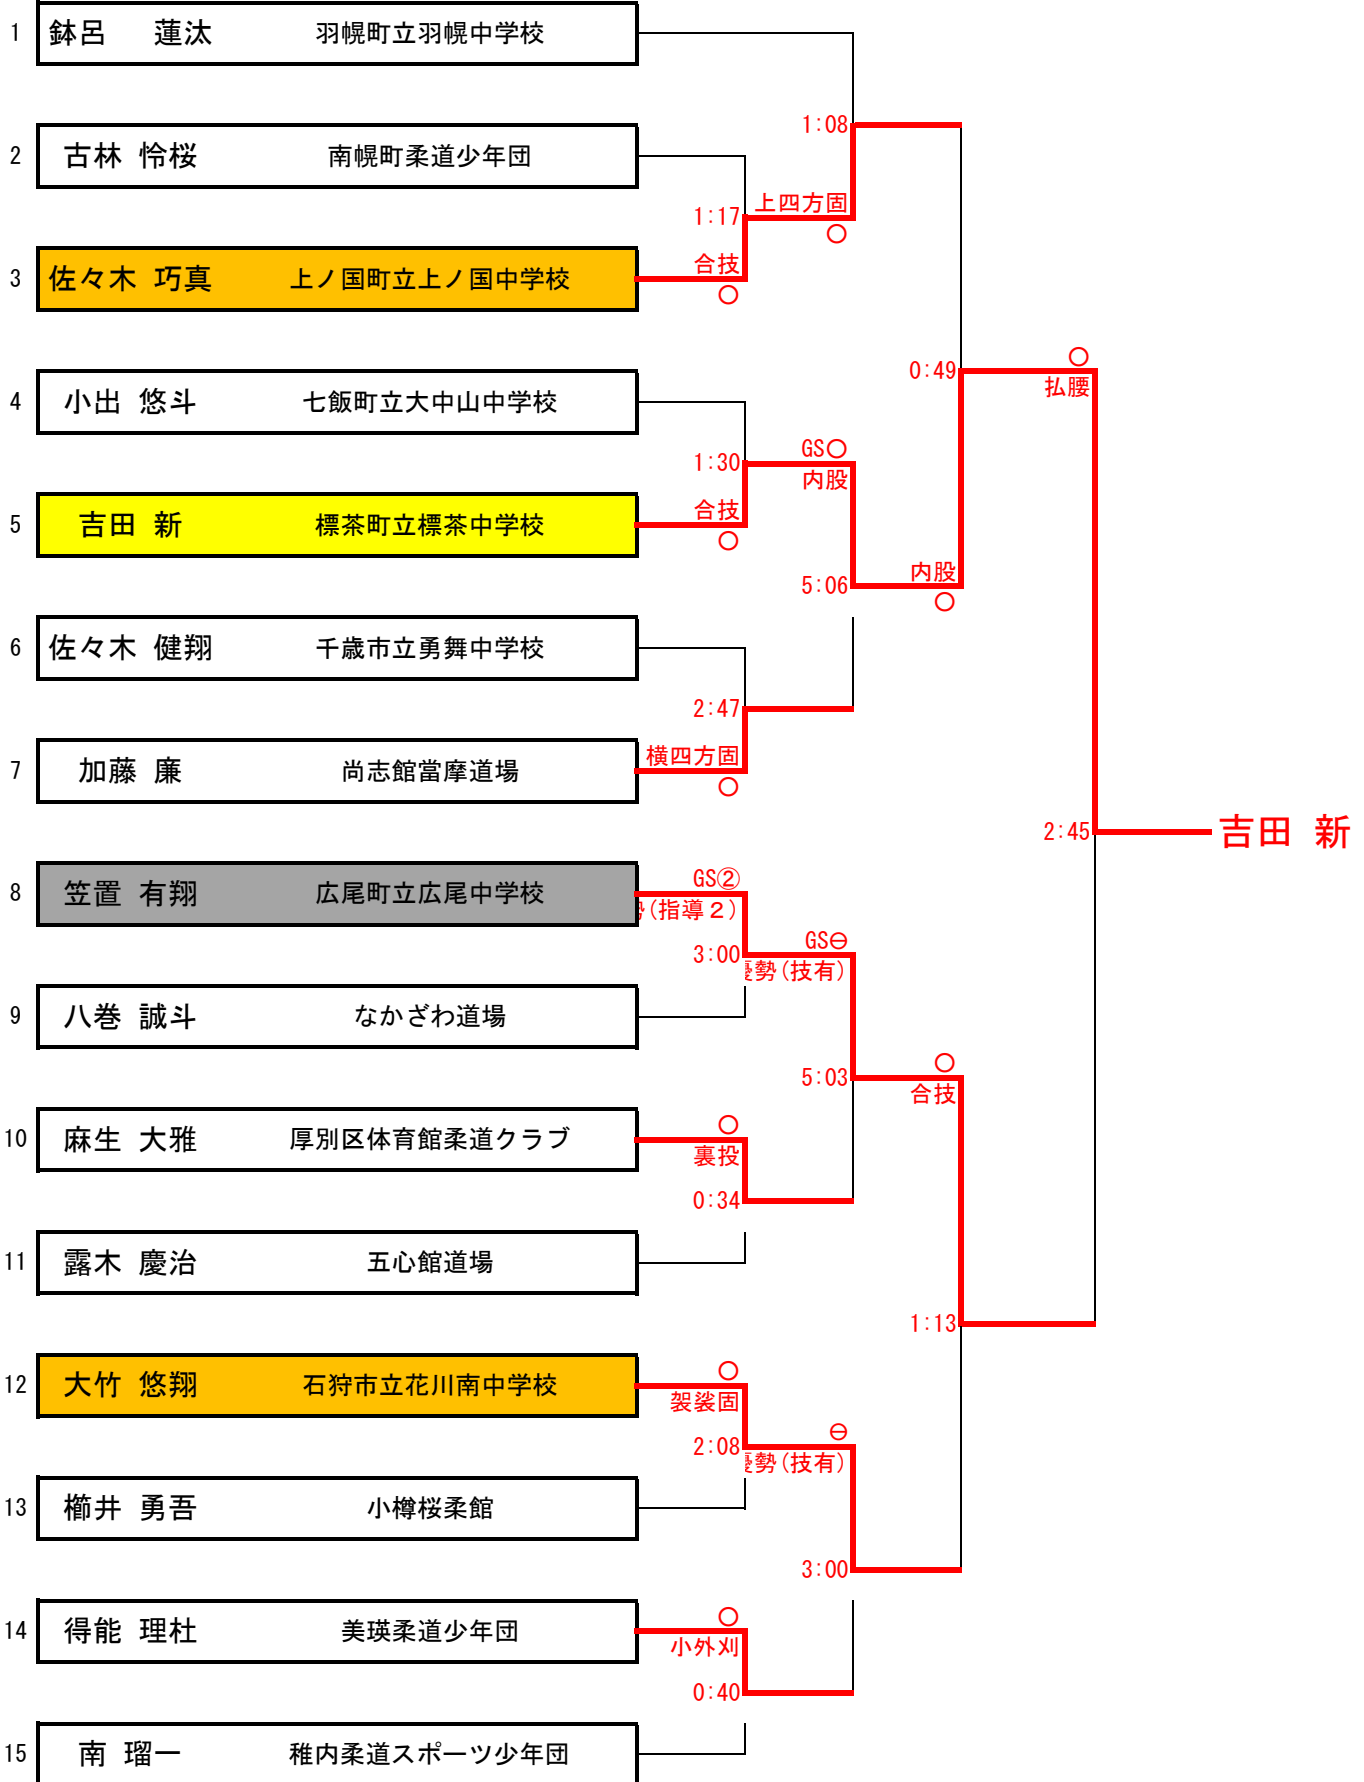 1 鉢呂 蓮汰 羽幌町立羽幌中学校
1:08
2 古林 怜桜 南幌町柔道少年団
上四方固
1:17
○
合技
3 佐々木 巧真 上ノ国町立上ノ国中学校
○
○
0:49
払腰
4 小出 悠斗 七飯町立大中山中学校
GS○
1:30
内股
合技
5 吉田 新 標茶町立標茶中学校
○
内股
5:06
○
6 佐々木 健翔 千歳市立勇舞中学校
2:47
横四方固
7 加藤 廉 尚志館當摩道場
○
2:45 吉田 新
GS②
8 笠置 有翔 広尾町立広尾中学校
(指導2)
GS⊖
3:00
勢(技有)
9 八巻 誠斗 なかざわ道場
○
5:03
合技
○
10 麻生 大雅 厚別区体育館柔道クラブ
裏投
0:34
11 露木 慶治 五心館道場
1:13
○
12 大竹 悠翔 石狩市立花川南中学校
袈裟固
⊖
2:08
勢(技有)
13 櫛井 勇吾 小樽桜柔館
3:00
○
14 得能 理杜 美瑛柔道少年団
小外刈
0:40
15 南 瑠一 稚内柔道スポーツ少年団